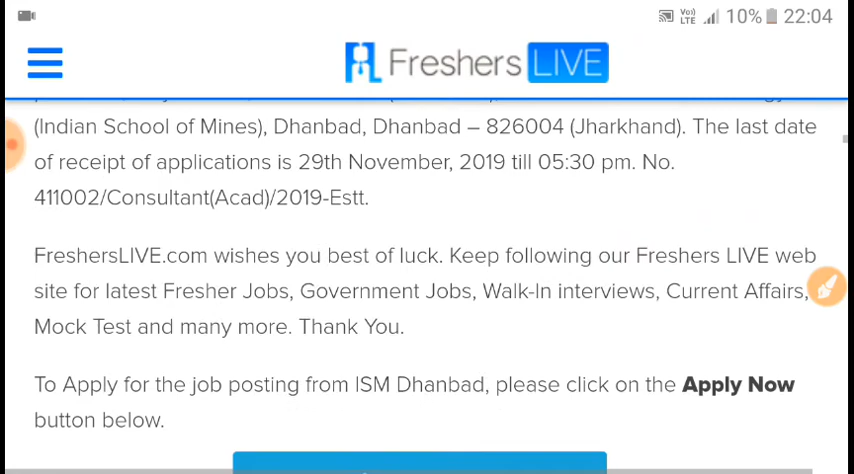 Vo)) LTE 10% 22:04
Freshers LIVE
(Indian School of Mines), Dhanbad, Dhanbad – 826004 (Jharkhand). The last date
of receipt of applications is 29th November, 2019 till 05:30 pm. No.
411002/Consultant(Acad)/2019-Estt.
FreshersLIVE.com wishes you best of luck. Keep following our Freshers LIVE web
site for latest Fresher Jobs, Government Jobs, Walk-In interviews, Current Affairs,
Mock Test and many more. Thank You.
To Apply for the job posting from ISM Dhanbad, please click on the Apply Now
button below.